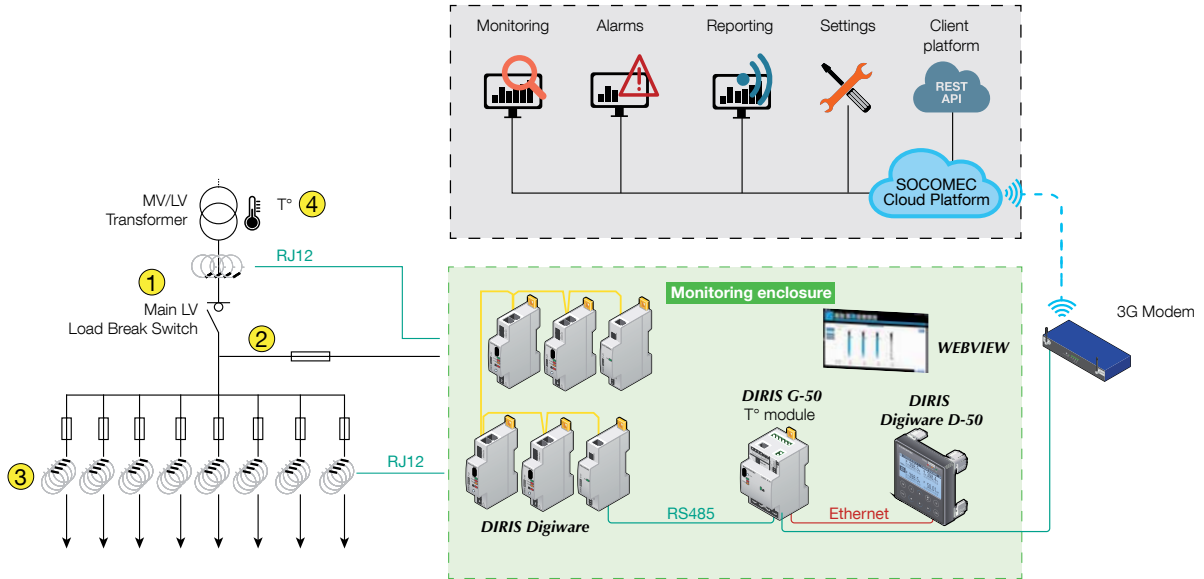 Monitoring
Alarms
Reporting
Settings
Client
platform
REST
API
SOCOMEC
Cloud Platform
MV/LV
Transformer
T° 4
RJ12
1
Main LV
Load Break Switch
2
3
RJ12
Monitoring enclosure
WEBVIEW
3G Modem
DIRIS G-50
T° module
DIRIS
Digiware D-50
DIRIS Digiware
RS485
Ethernet